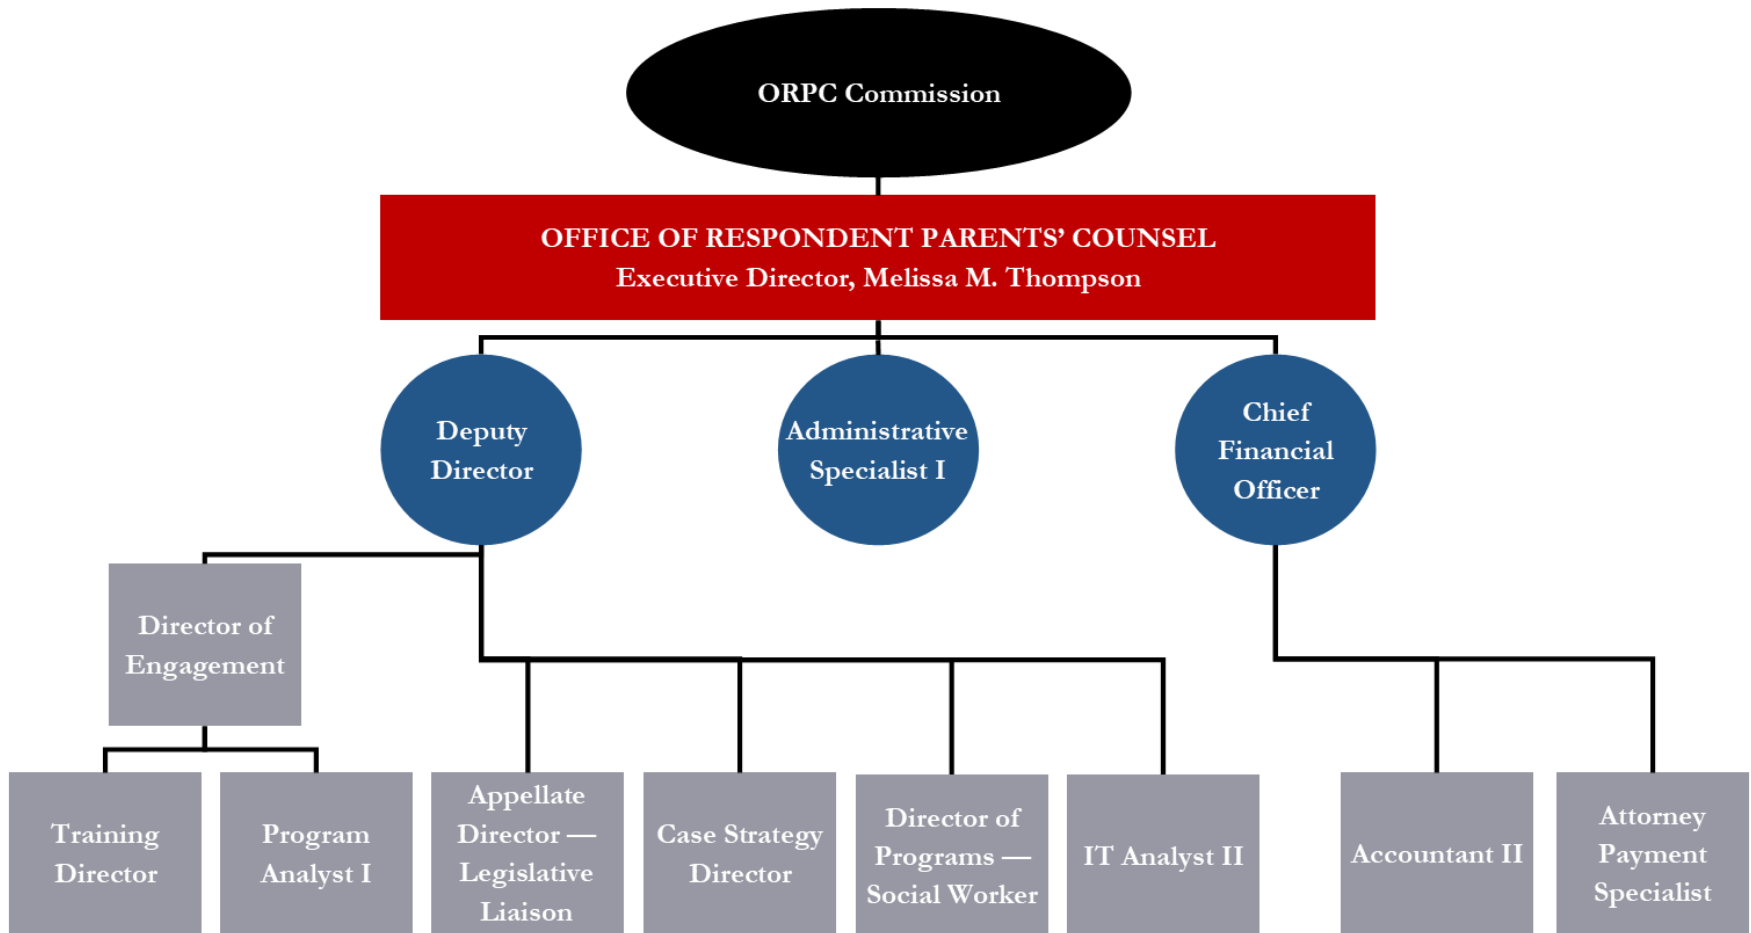 ORPC Commission
OFFICE OF RESPONDENT PARENTS’ COUNSEL
Executive Director, Melissa M. Thompson
Deputy
Director
Administrative
Specialist I
Chief
Financial
Officer
Director of
Engagement
Training
Director
Program
Analyst I
Appellate
Director —
Legislative
Liaison
Case Strategy
Director
Director of
Programs —
Social Worker
IT Analyst II
Accountant II
Attorney
Payment
Specialist